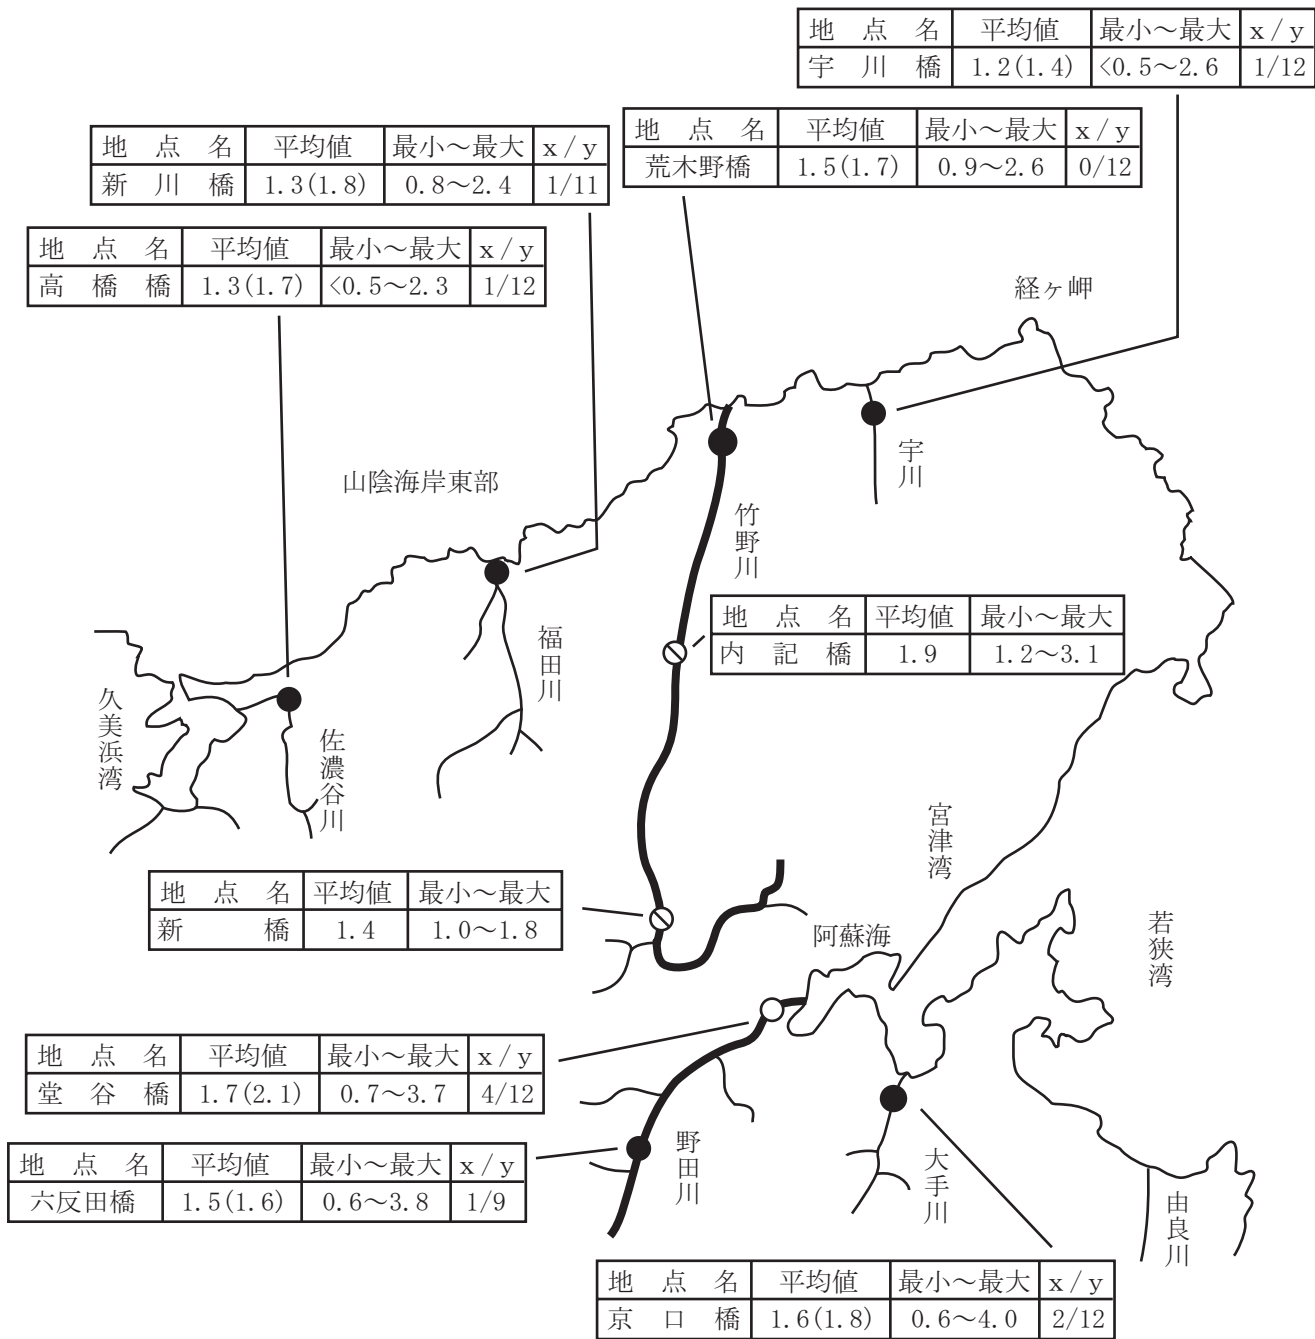 地点名 平均値 最小～最大 x/y
宇川橋 1.2(1.4) <0.5～2.6 1/12
地点名 平均値 最小～最大 x/y
荒木野橋 1.5(1.7) 0.9～2.6 0/12
地点名 平均値 最小～最大 x/y
新川橋 1.3(1.8) 0.8～2.4 1/11
地点名 平均値 最小～最大 x/y
高橋橋 1.3(1.7) <0.5～2.3 1/12
経ヶ岬
山陰海岸東部
宇川
竹野川
地点名 平均値 最小～最大
内記橋 1.9 1.2～3.1
福田川
久美浜湾
佐濃谷川
宮津湾
地点名 平均値 最小～最大
新橋 1.4 1.0～1.8
阿蘇海
若狭湾
地点名 平均値 最小～最大 x/y
堂谷橋 1.7(2.1) 0.7～3.7 4/12
地点名 平均値 最小～最大 x/y
六反田橋 1.5(1.6) 0.6～3.8 1/9
野田川
大手川
由良川
地点名 平均値 最小～最大 x/y
京口橋 1.6(1.8) 0.6～4.0 2/12